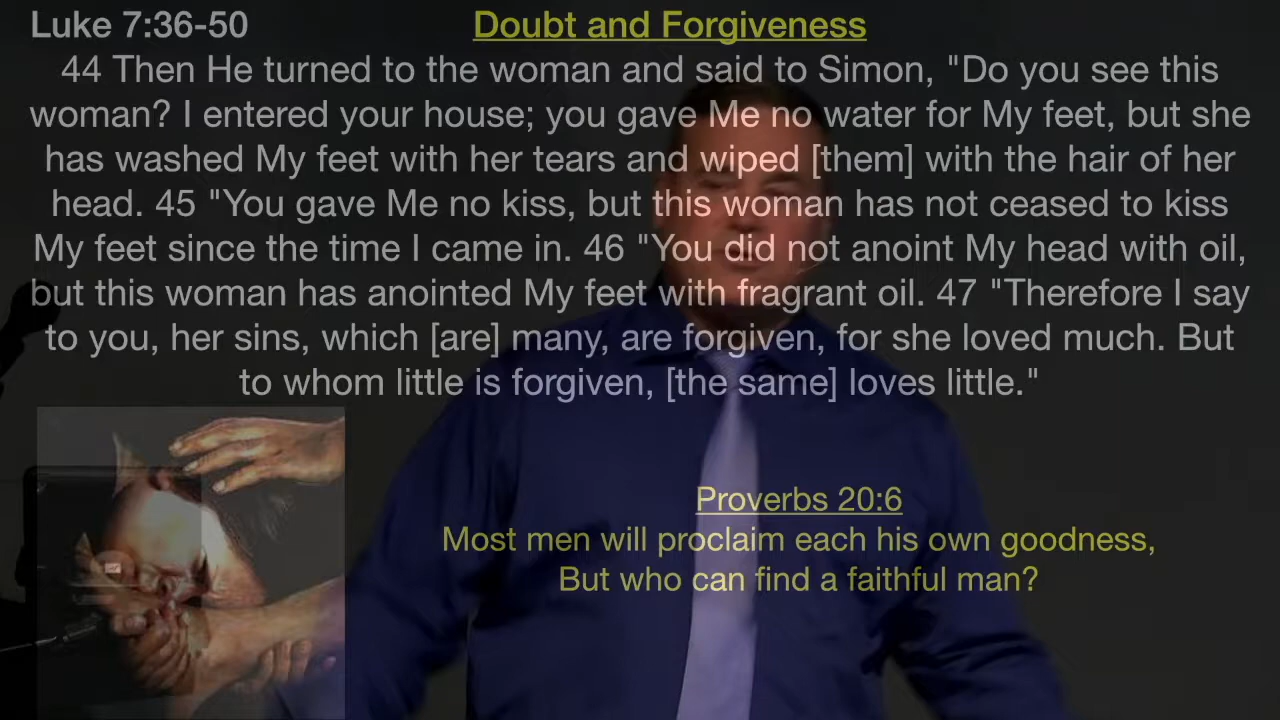 Luke 7:36-50
Doubt and Forgiveness
44 Then He turned to the woman and said to Simon, "Do you see this
woman? I entered your house; you gave Me no water for My feet, but she
has washed My feet with her tears and wiped [them] with the hair of her
head. 45 "You gave Me no kiss, but this woman has not ceased to kiss
My feet since the time I came in. 46 "You did not anoint My head with oil,
but this woman has anointed My feet with fragrant oil. 47 "Therefore I say
to you, her sins, which [are] many, are forgiven, for she loved much. But
to whom little is forgiven, [the same] loves little."
Proverbs 20:6
Most men will proclaim each his own goodness,
But who can find a faithful man?